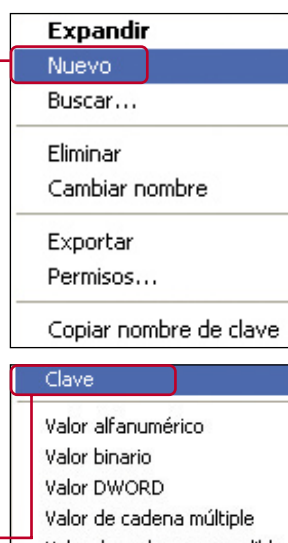 Expandir
Nuevo
Buscar...
Eliminar
Cambiar nombre
Exportar
Permisos...
Copiar nombre de clave
Clave
Valor alfanumérico
Valor binario
Valor DWORD
Valor de cadena múltiple